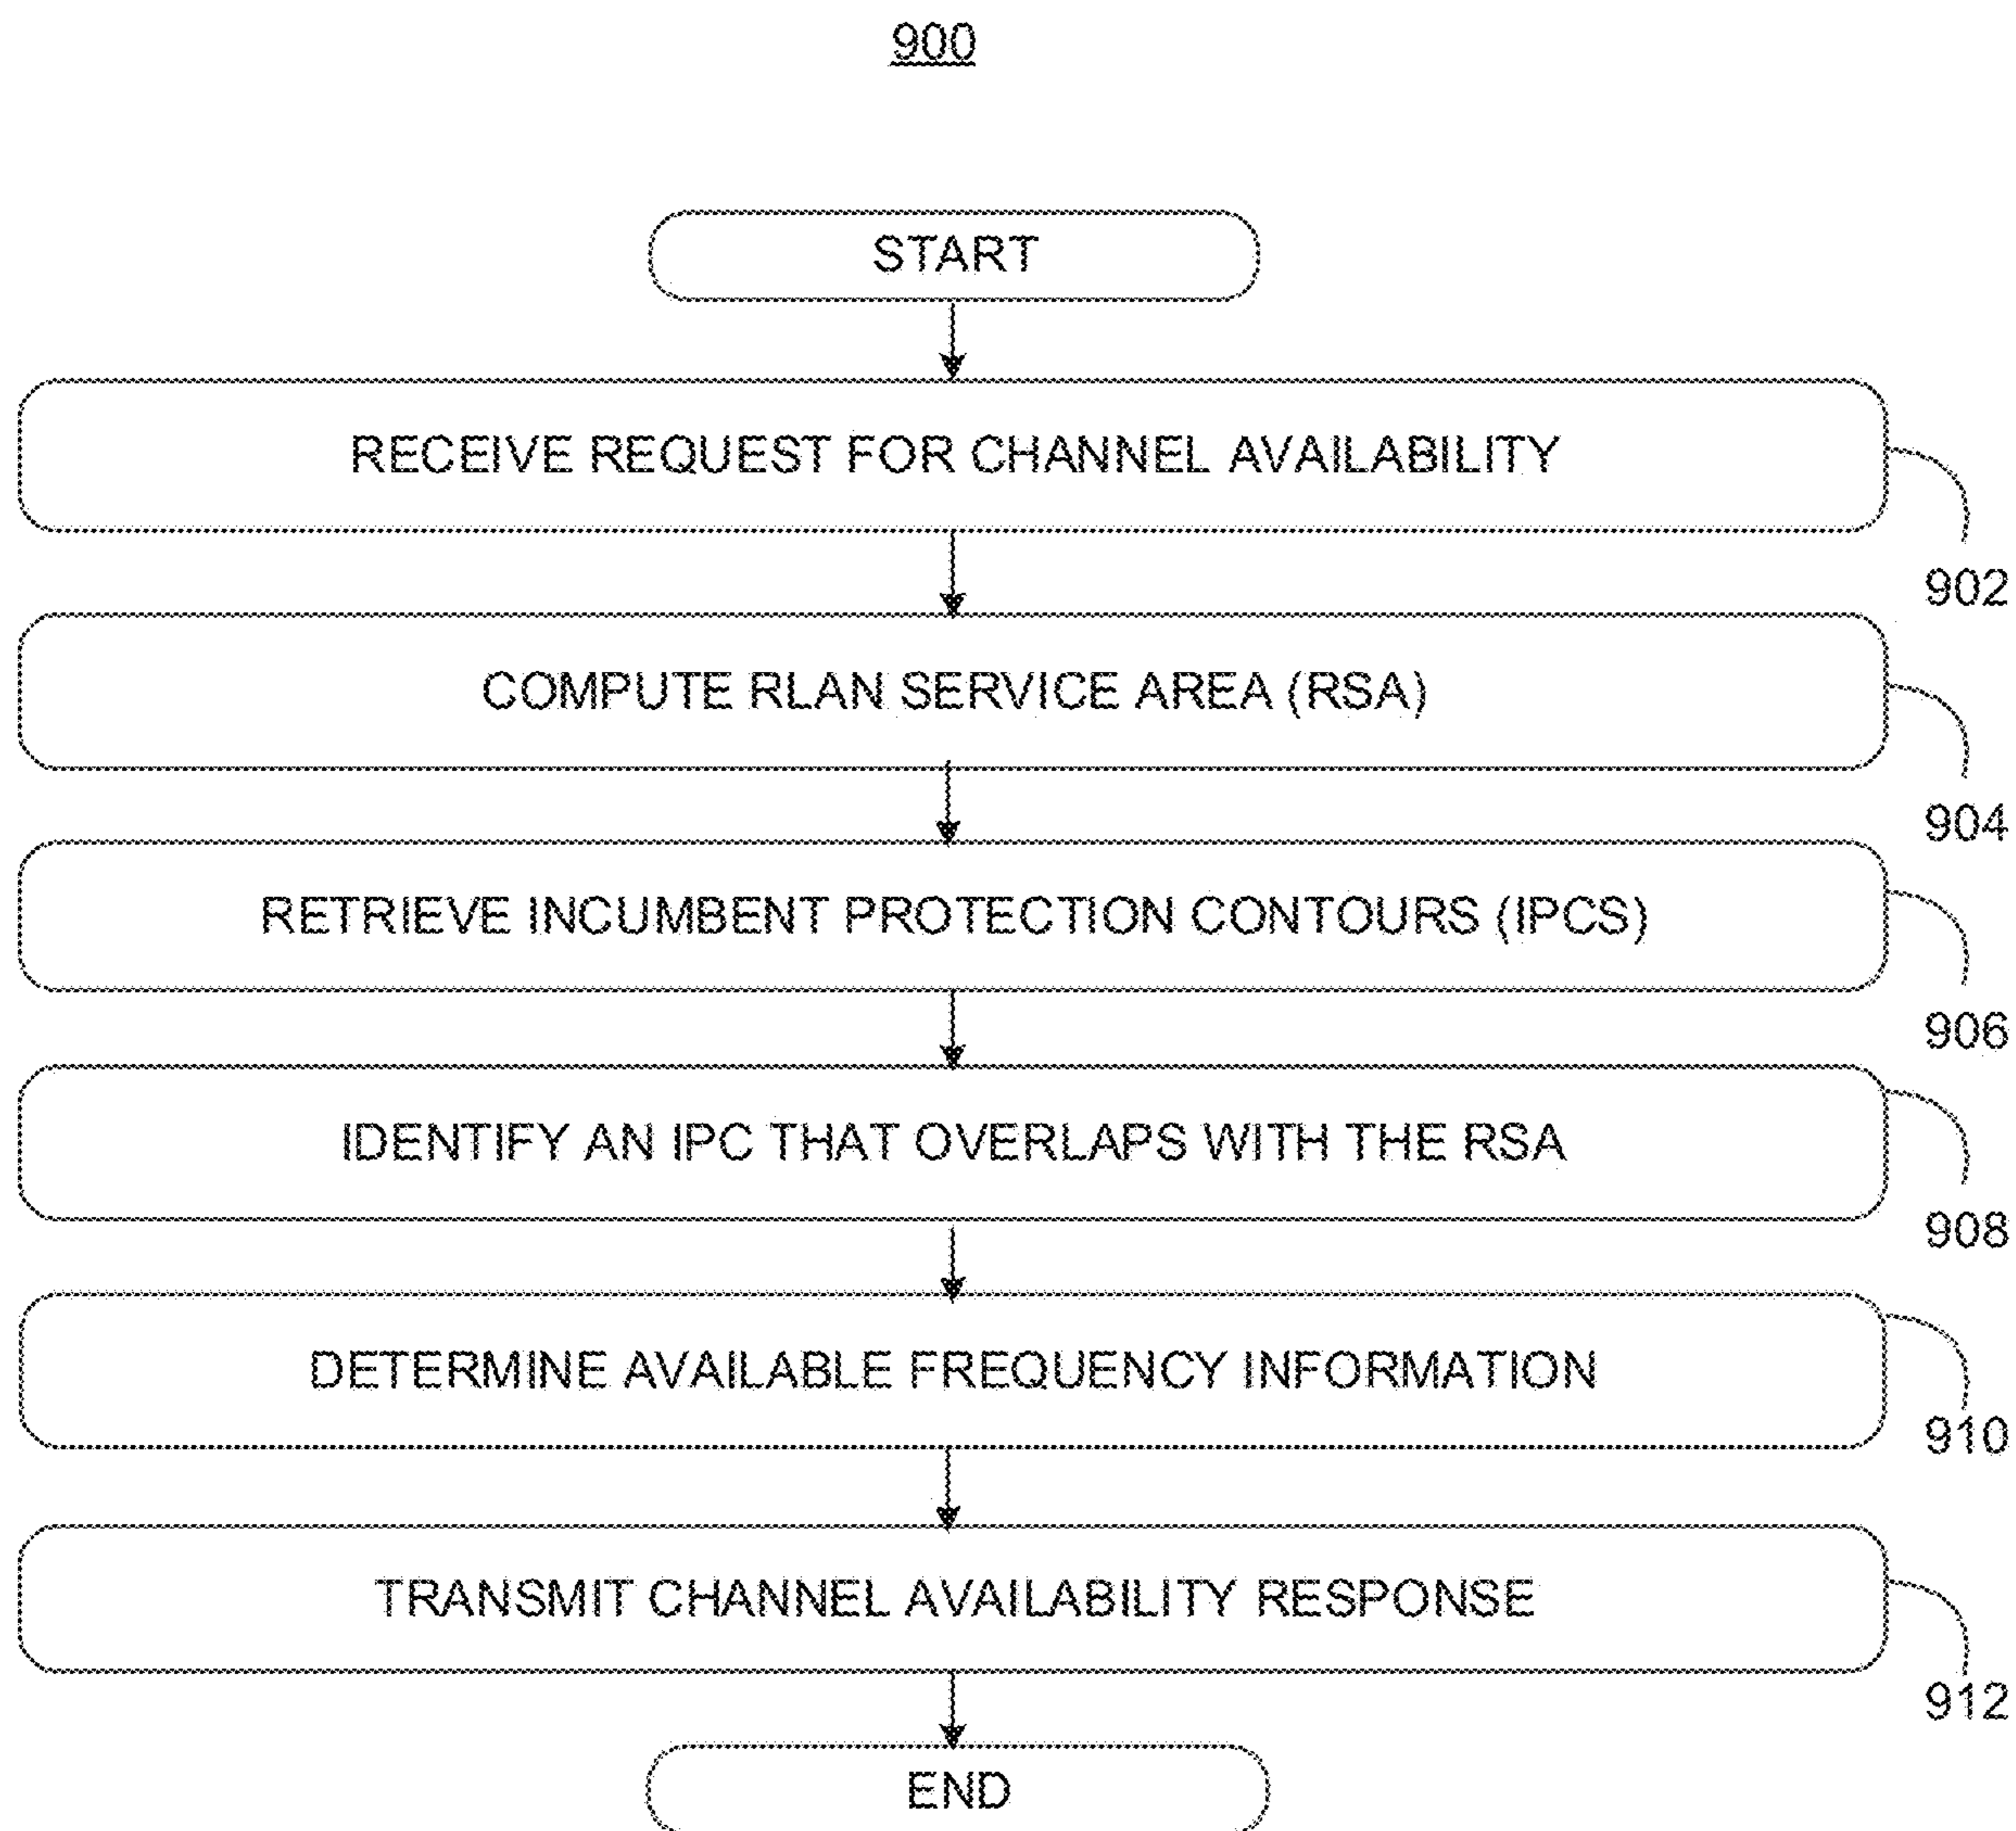 900
START
RECEIVE REQUEST FOR CHANNEL AVAILABILITY
902
COMPUTE RLAN SERVICE AREA (RSA)
904
RETRIEVE INCUMBENT PROTECTION CONTOURS (IPCS)
906
IDENTIFY AN IPC THAT OVERLAPS WITH THE RSA
908
DETERMINE AVAILABLE FREQUENCY INFORMATION
910
TRANSMIT CHANNEL AVAILABILITY RESPONSE
912
END